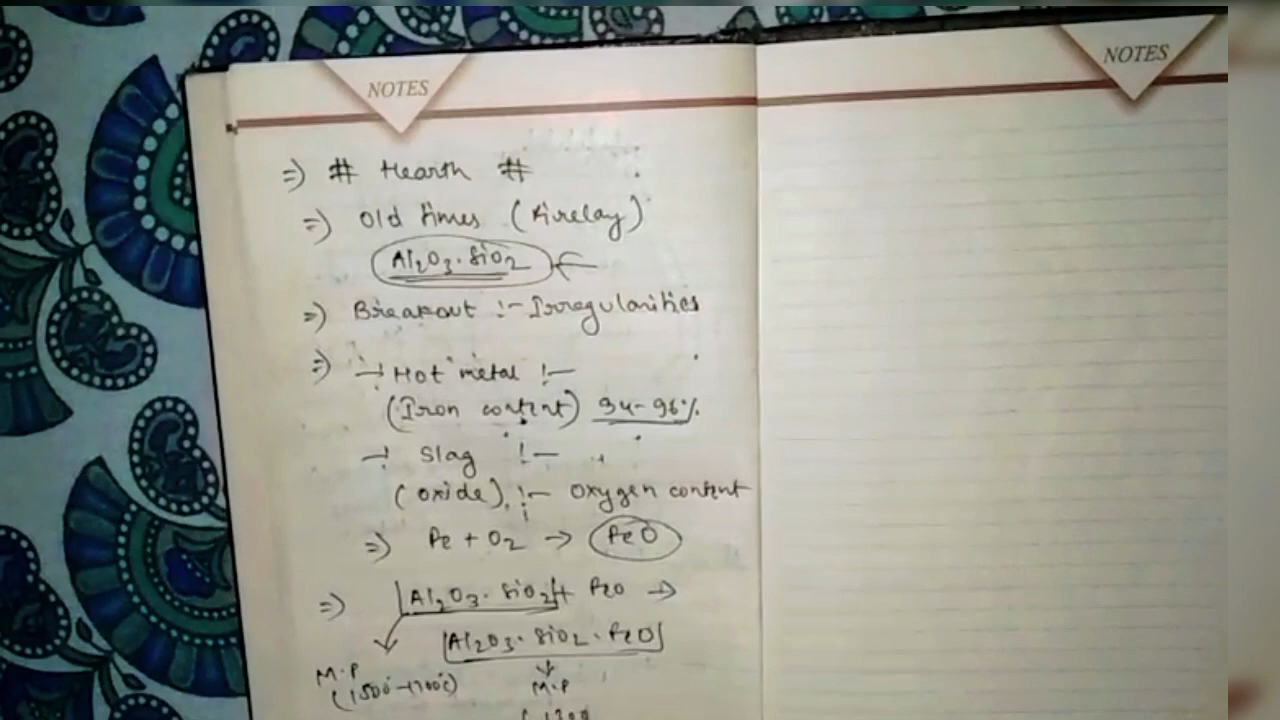 NOTES
NOTES
=) # Hearth #
=) Old times (Fireclay)
Al₂O₃.SiO₂ ←
=) Breakout :- Irregularities
=) → Hot metal :-
(Iron content) 94-96%
→ Slag :-
(oxide) :- oxygen content
=) Fe + O₂ → FeO
=) Al₂O₃.SiO₂ + FeO →
Al₂O₃.SiO₂.FeO
M.P
(1500-1700°C)
M.P